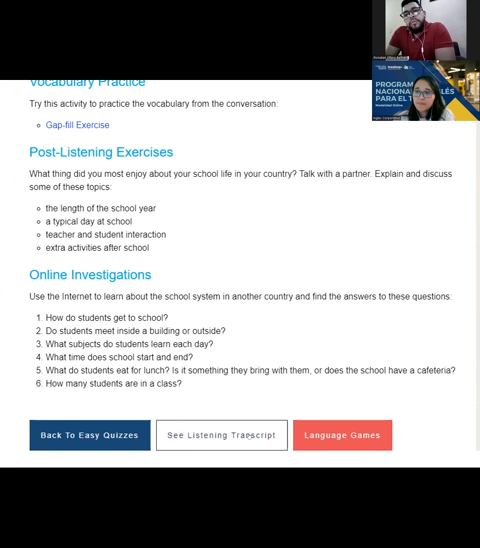 PROGRAM
NACIONAL
PARA EL T
Vocabulary Practice
Try this activity to practice the vocabulary from the conversation:
Gap-fill Exercise
Post-Listening Exercises
What thing did you most enjoy about your school life in your country? Talk with a partner. Explain and discuss
some of these topics:
the length of the school year
a typical day at school
teacher and student interaction
extra activities after school
Online Investigations
Use the Internet to learn about the school system in another country and find the answers to these questions:
1. How do students get to school?
2. Do students meet inside a building or outside?
3. What subjects do students learn each day?
4. What time does school start and end?
5. What do students eat for lunch? Is it something they bring with them, or does the school have a cafeteria?
6. How many students are in a class?
Back To Easy Quizzes
See Listening Transcript
Language Games